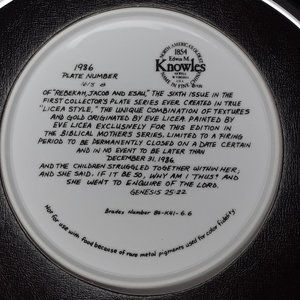 1986
PLATE NUMBER
OF "REBEKAH, JACOB AND ESAU," THE SIXTH ISSUE IN THE
FIRST COLLECTOR'S PLATE SERIES EVER CREATED IN TRUE
"LICEA STYLE," THE UNIQUE COMBINATION OF TEXTURES
AND GOLD ORIGINATED BY EVE LICEA. PAINTED BY
EVE LICEA EXCLUSIVELY FOR THIS EDITION IN
THE BIBLICAL MOTHERS SERIES. LIMITED TO A FIRING
PERIOD TO BE PERMANENTLY CLOSED ON A DATE CERTAIN
AND IN NO EVENT TO BE LATER THAN
DECEMBER 31, 1986.
AND THE CHILDREN STRUGGLED TOGETHER WITHIN HER;
AND SHE SAID, IF IT BE SO, WHY AM I THUS? AND
SHE WENT TO ENQUIRE OF THE LORD.
GENESIS 25:22
Bradex Number 84-K41-6.6
Not for use with food because of rare metal pigments used for color fidelity.
1854
Edwin M.
Knowles